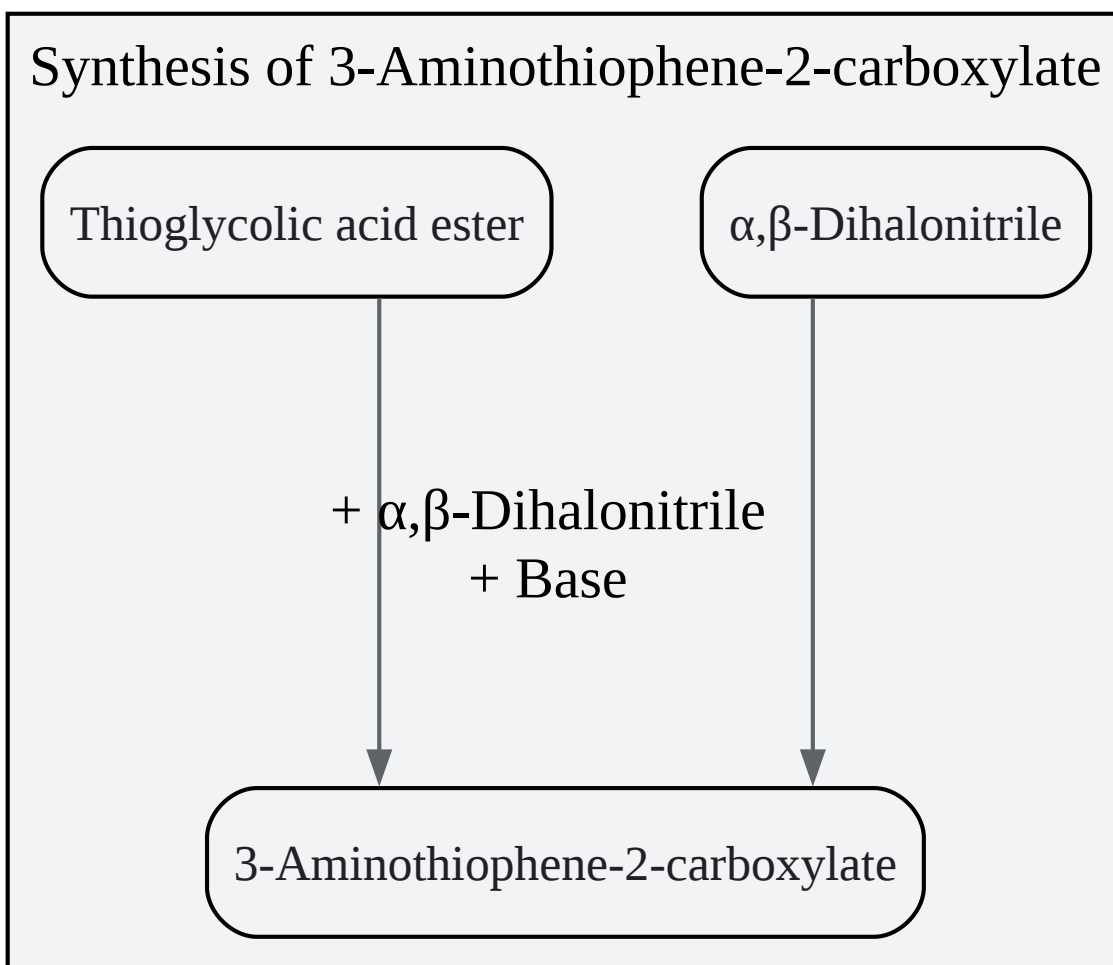 Synthesis of 3-Aminothiophene-2-carboxylate
Thioglycolic acid ester
α,β-Dihalonitrile
+ α,β-Dihalonitrile
+ Base
3-Aminothiophene-2-carboxylate